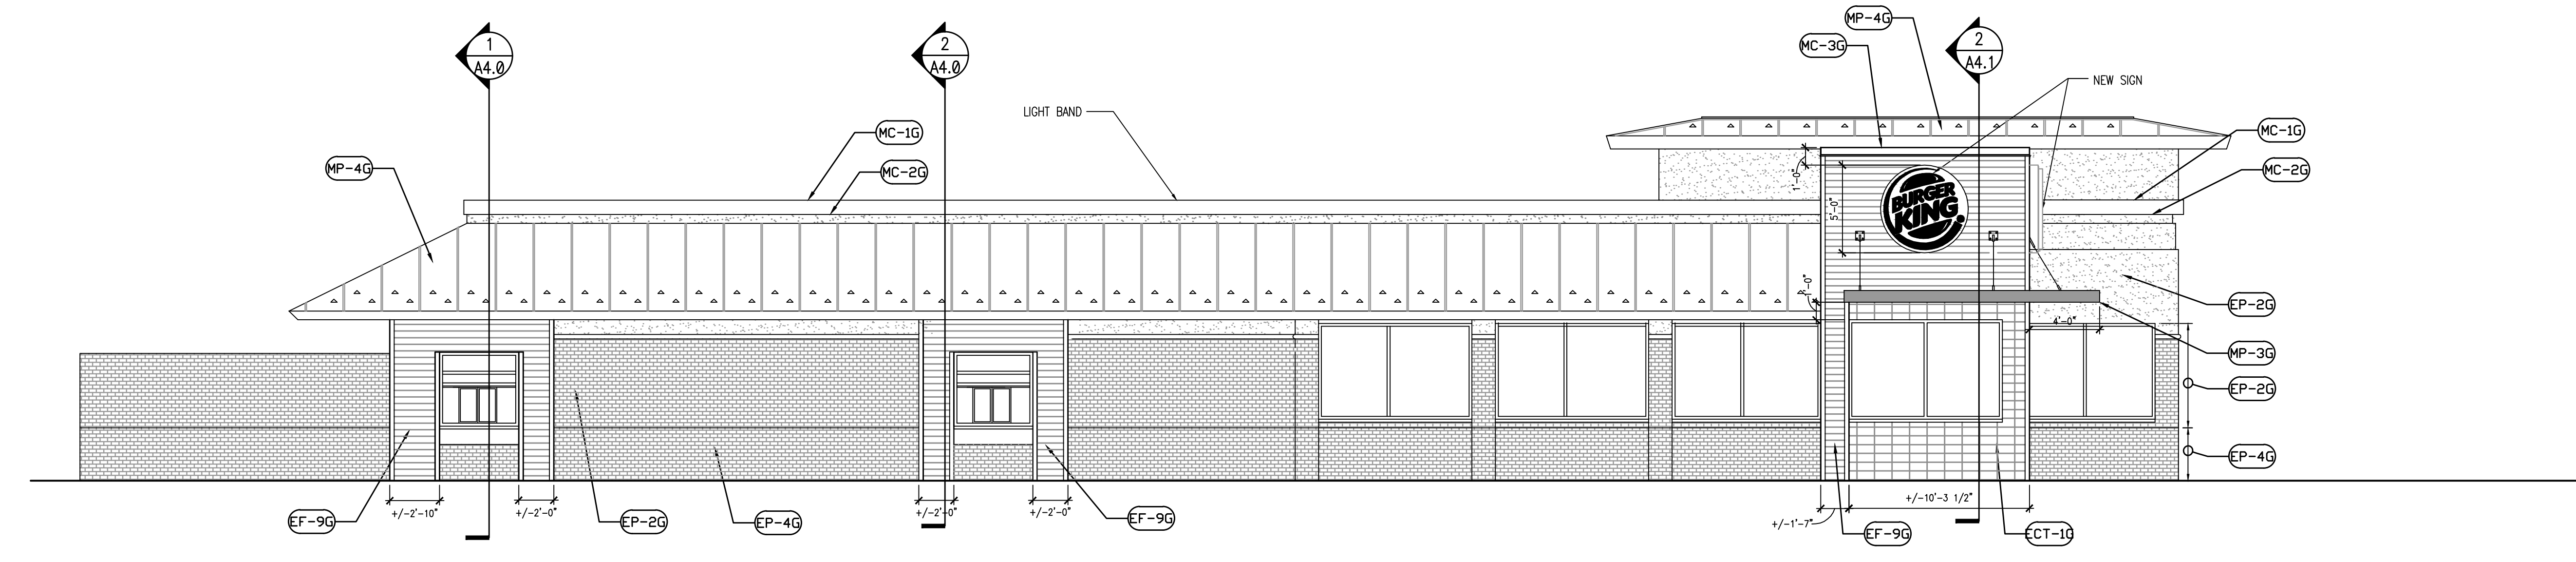 MP-4G
MC-3G
1
A4.0
2
A4.0
2
A4.1
NEW SIGN
LIGHT BAND
MC-1G
MC-1G
MP-4G
MC-2G
MC-2G
1'-0"
5'-0"
BURGER
KING
1'-0"
EP-2G
4'-0"
MP-3G
EP-2G
EP-4G
+/-2'-10"
+/-2'-0"
+/-2'-0"
+/-2'-0"
+/-10'-3 1/2"
+/-1'-7"
EF-9G
EP-2G
EP-4G
EF-9G
EF-9G
ECT-1G